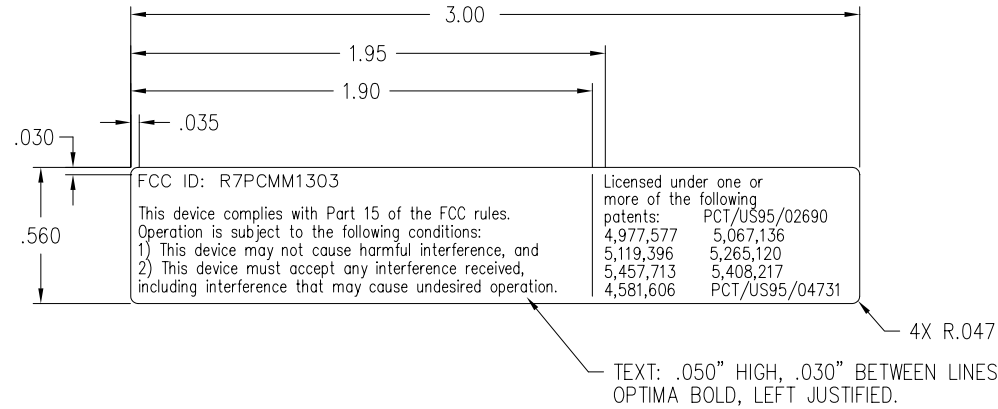 3.00
1.95
1.90
.035
.030
.560
FCC ID: R7PCMM1303
This device complies with Part 15 of the FCC rules.
Operation is subject to the following conditions:
1) This device may not cause harmful interference, and
2) This device must accept any interference received,
including interference that may cause undesired operation.
Licensed under one or
more of the following
patents: PCT/US95/02690
4,977,577 5,067,136
5,119,396 5,265,120
5,457,713 5,408,217
4,581,606 PCT/US95/04731
4X R.047
TEXT: .050” HIGH, .030” BETWEEN LINES
OPTIMA BOLD, LEFT JUSTIFIED.